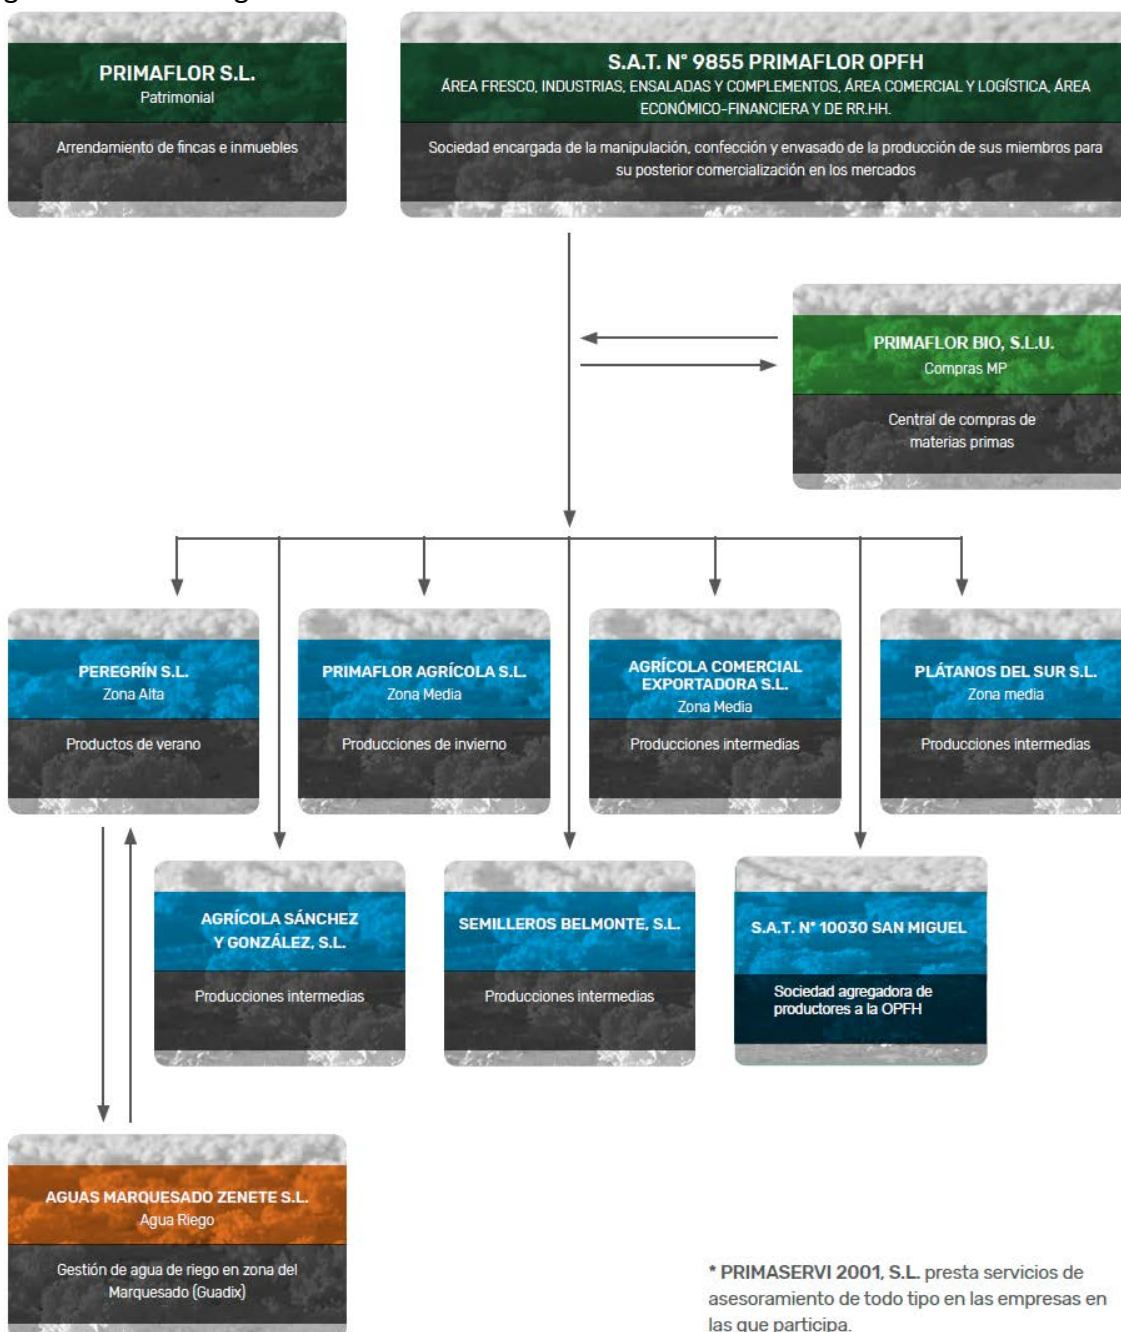 PRIMAFLOR S.L.
Patrimonial
Arrendamiento de fincas e inmuebles
S.A.T. Nº 9855 PRIMAFLOR OPFH
ÁREA FRESCO, INDUSTRIAS, ENSALADAS Y COMPLEMENTOS, ÁREA COMERCIAL Y LOGÍSTICA, ÁREA
ECONÓMICO-FINANCIERA Y DE RR.HH.
Sociedad encargada de la manipulación, confección y envasado de la producción de sus miembros para
su posterior comercialización en los mercados
PRIMAFLOR BIO, S.L.U.
Compras MP
Central de compras de
materias primas
PEREGRÍN S.L.
Zona Alta
Productos de verano
PRIMAFLOR AGRÍCOLA S.L.
Zona Media
Producciones de invierno
AGRÍCOLA COMERCIAL
EXPORTADORA S.L.
Zona Media
Producciones intermedias
PLÁTANOS DEL SUR S.L.
Zona media
Producciones intermedias
AGRÍCOLA SÁNCHEZ
Y GONZÁLEZ, S.L.
Producciones intermedias
SEMILLEROS BELMONTE, S.L.
Producciones intermedias
S.A.T. Nº 10030 SAN MIGUEL
Sociedad agregadora de
productores a la OPFH
AGUAS MARQUESADO ZENETE S.L.
Agua Riego
Gestión de agua de riego en zona del
Marquesado (Guadix)
* PRIMASERVI 2001, S.L. presta servicios de
asesoramiento de todo tipo en las empresas en
las que participa.